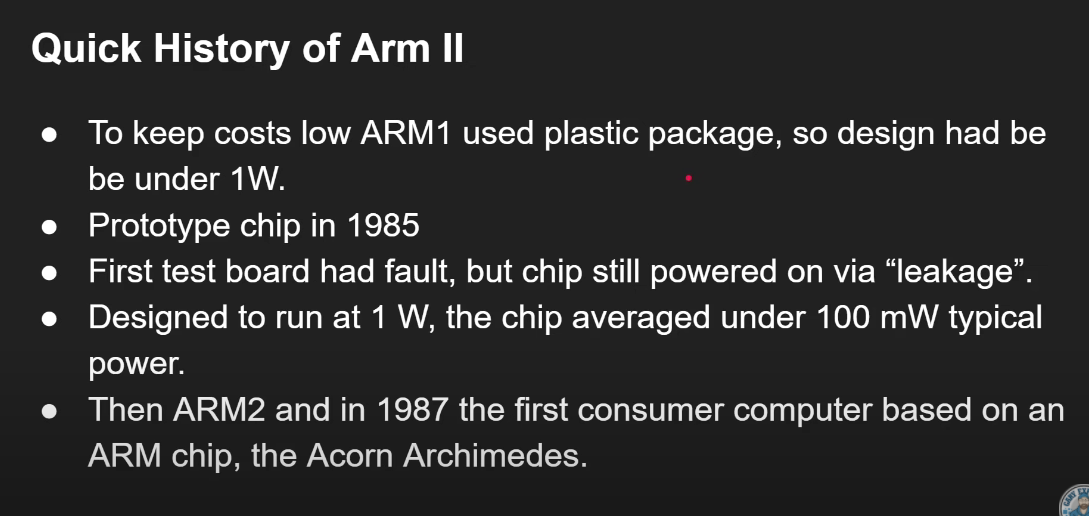 Quick History of Arm II
● To keep costs low ARM1 used plastic package, so design had be
be under 1W.
● Prototype chip in 1985
● First test board had fault, but chip still powered on via “leakage”.
● Designed to run at 1 W, the chip averaged under 100 mW typical
power.
● Then ARM2 and in 1987 the first consumer computer based on an
ARM chip, the Acorn Archimedes.